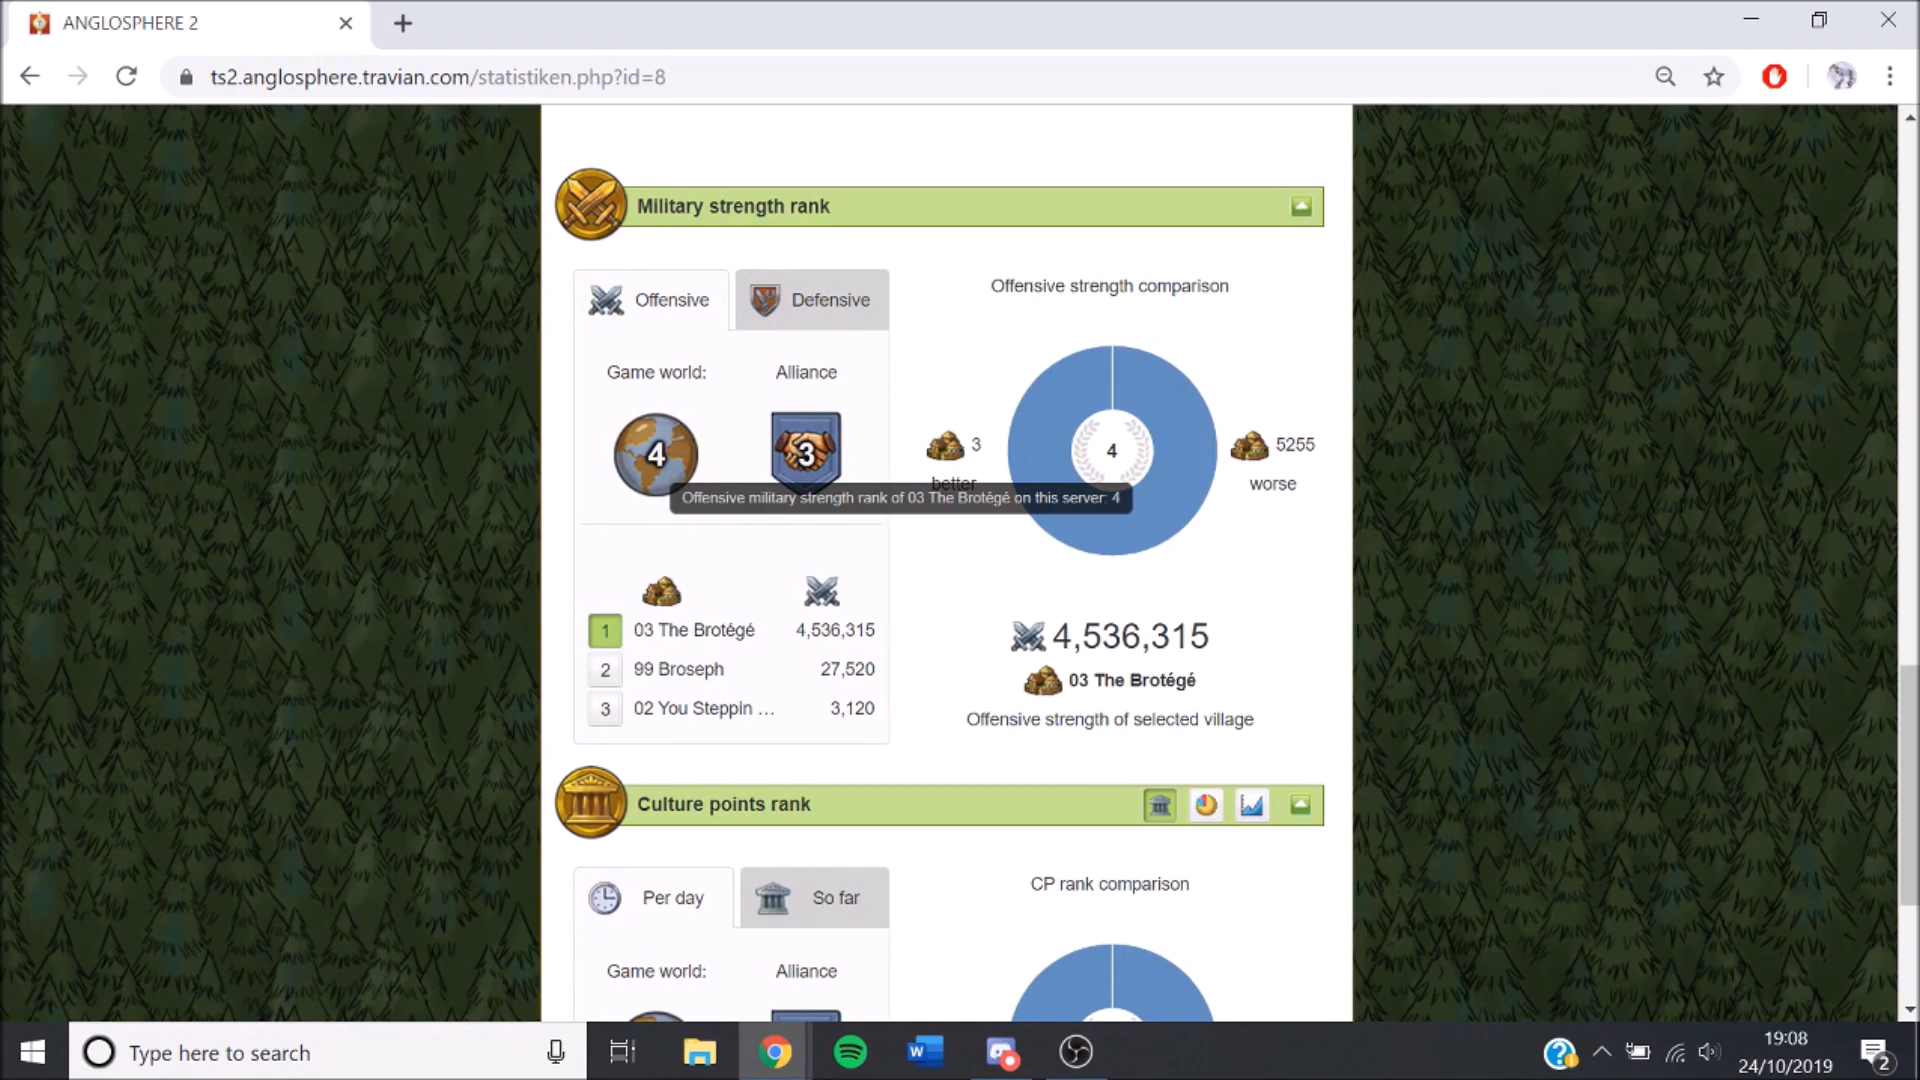 ANGLOSPHERE 2
ts2.anglosphere.travian.com/statistiken.php?id=8
Military strength rank
Offensive
Defensive
Offensive strength comparison
Game world:
Alliance
4
3
3
better
4
5255
worse
Offensive military strength rank of 03 The Brotégé on this server: 4
1 03 The Brotégé 4,536,315
2 99 Broseph 27,520
3 02 You Steppin ... 3,120
4,536,315
03 The Brotégé
Offensive strength of selected village
Culture points rank
Per day
So far
CP rank comparison
Game world:
Alliance
Type here to search
19:08
24/10/2019
2